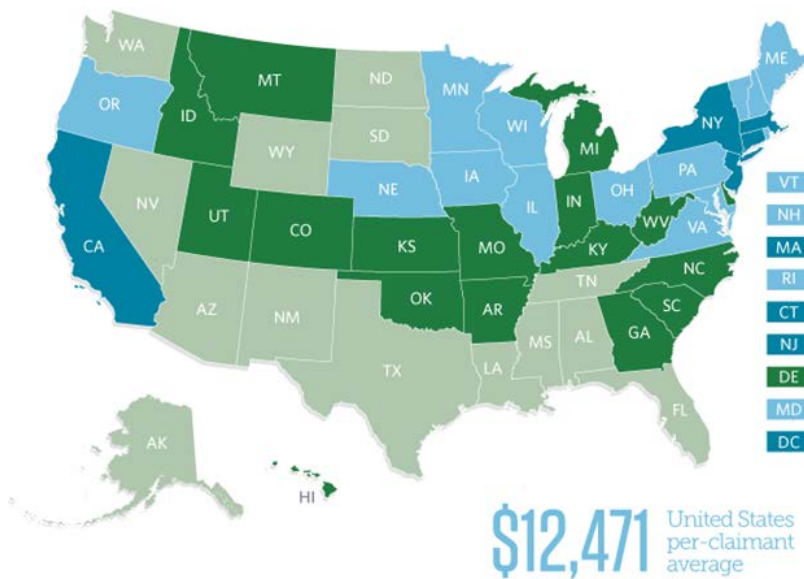 WA
MT
ND
MN
ME
OR
ID
SD
WI
NY
WY
MI
IA
PA
NE
OH
NV
IL
IN
UT
CO
WV
VA
CA
KS
MO
KY
NC
TN
OK
AR
SC
AZ
NM
MS
AL
GA
TX
LA
FL
AK
HI
VT
NH
MA
RI
CT
NJ
DE
MD
DC
$12,471
United States
per-claimant
average